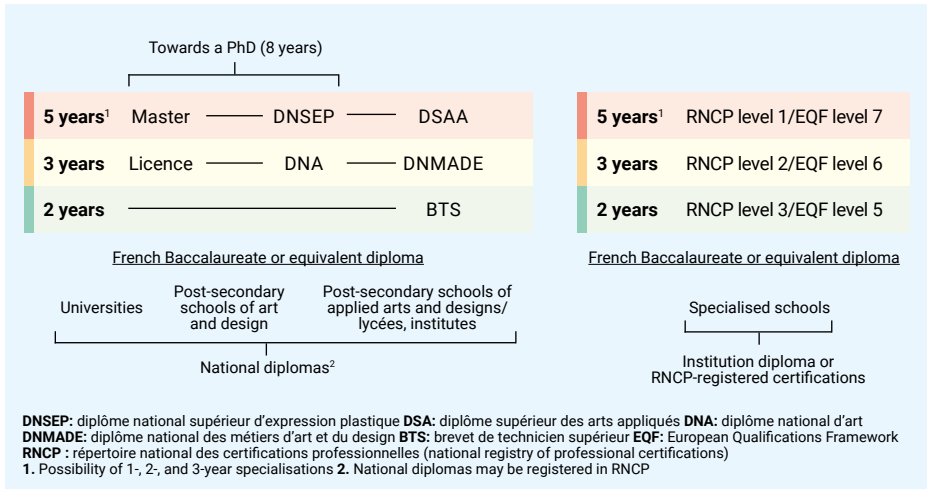 Towards a PhD (8 years)
5 years¹ Master DNSEP DSAA
3 years Licence DNA DNMADE
2 years BTS
French Baccalaureate or equivalent diploma
Universities
Post-secondary
schools of art
and design
Post-secondary schools of
applied arts and designs/
lycées, institutes
National diplomas²
5 years¹ RNCP level 1/EQF level 7
3 years RNCP level 2/EQF level 6
2 years RNCP level 3/EQF level 5
French Baccalaureate or equivalent diploma
Specialised schools
Institution diploma or
RNCP-registered certifications
DNSEP: diplôme national supérieur d'expression plastique DSA: diplôme supérieur des arts appliqués DNA: diplôme national d'art
DNMADE: diplôme national des métiers d'art et du design BTS: brevet de technicien supérieur EQF: European Qualifications Framework
RNCP : répertoire national des certifications professionnelles (national registry of professional certifications)
1. Possibility of 1-, 2-, and 3-year specialisations 2. National diplomas may be registered in RNCP